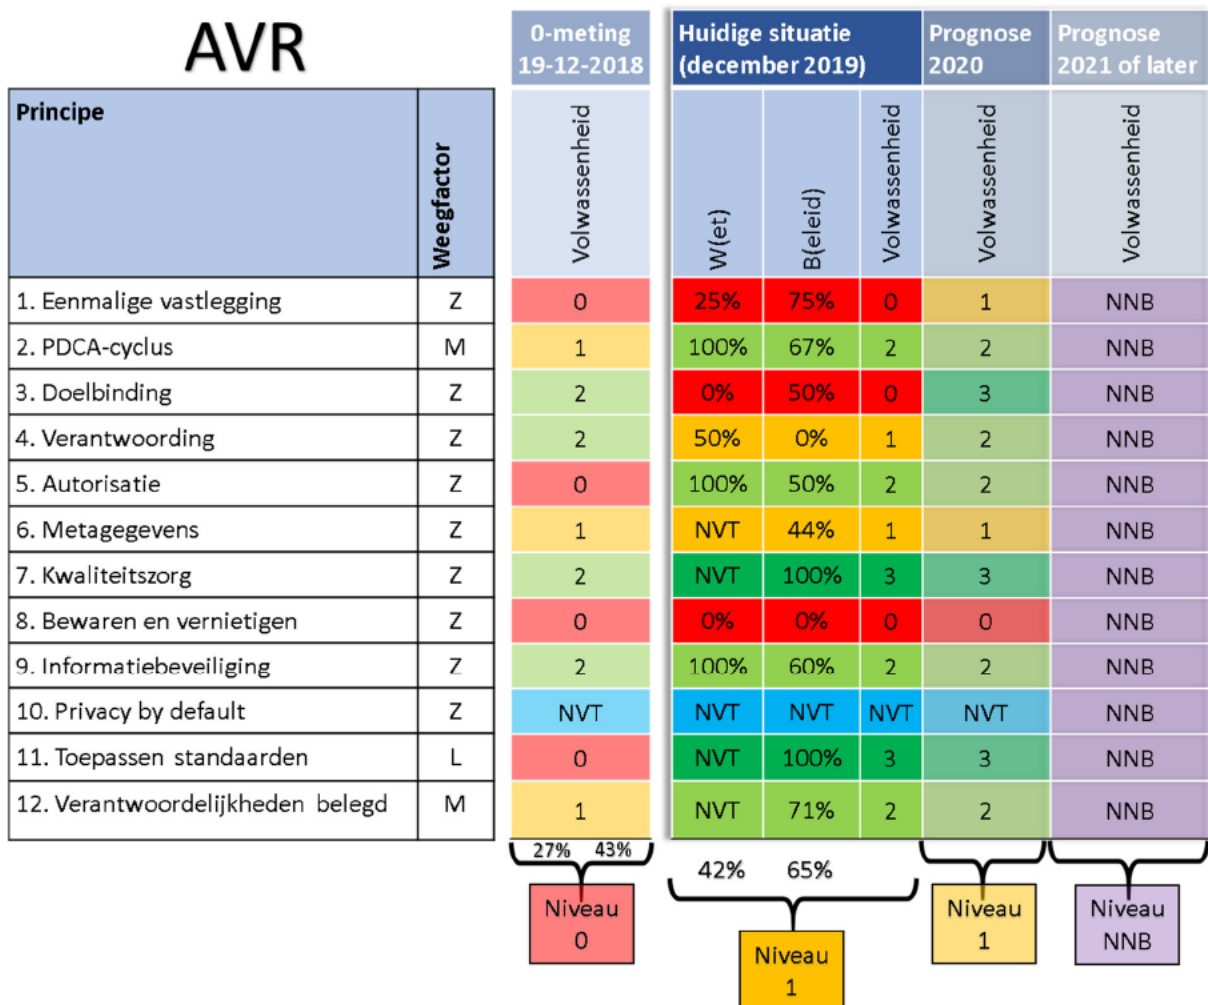 AVR
0-meting
19-12-2018
Huidige situatie
(december 2019)
Prognose
2020
Prognose
2021 of later
Principe
Weegfactor
Volwassenheid
W(et)
B(eleid)
Volwassenheid
Volwassenheid
Volwassenheid
1. Eenmalige vastlegging Z 0 25% 75% 0 1 NNB
2. PDCA-cyclus M 1 100% 67% 2 2 NNB
3. Doelbinding Z 2 0% 50% 0 3 NNB
4. Verantwoording Z 2 50% 0% 1 2 NNB
5. Autorisatie Z 0 100% 50% 2 2 NNB
6. Metagegevens Z 1 NVT 44% 1 1 NNB
7. Kwaliteitszorg Z 2 NVT 100% 3 3 NNB
8. Bewaren en vernietigen Z 0 0% 0% 0 0 NNB
9. Informatiebeveiliging Z 2 100% 60% 2 2 NNB
10. Privacy by default Z NVT NVT NVT NVT NVT NNB
11. Toepassen standaarden L 0 NVT 100% 3 3 NNB
12. Verantwoordelijkheden belegd M 1 NVT 71% 2 2 NNB
27% 43%
42% 65%
Niveau
0
Niveau
1
Niveau
1
Niveau
NNB